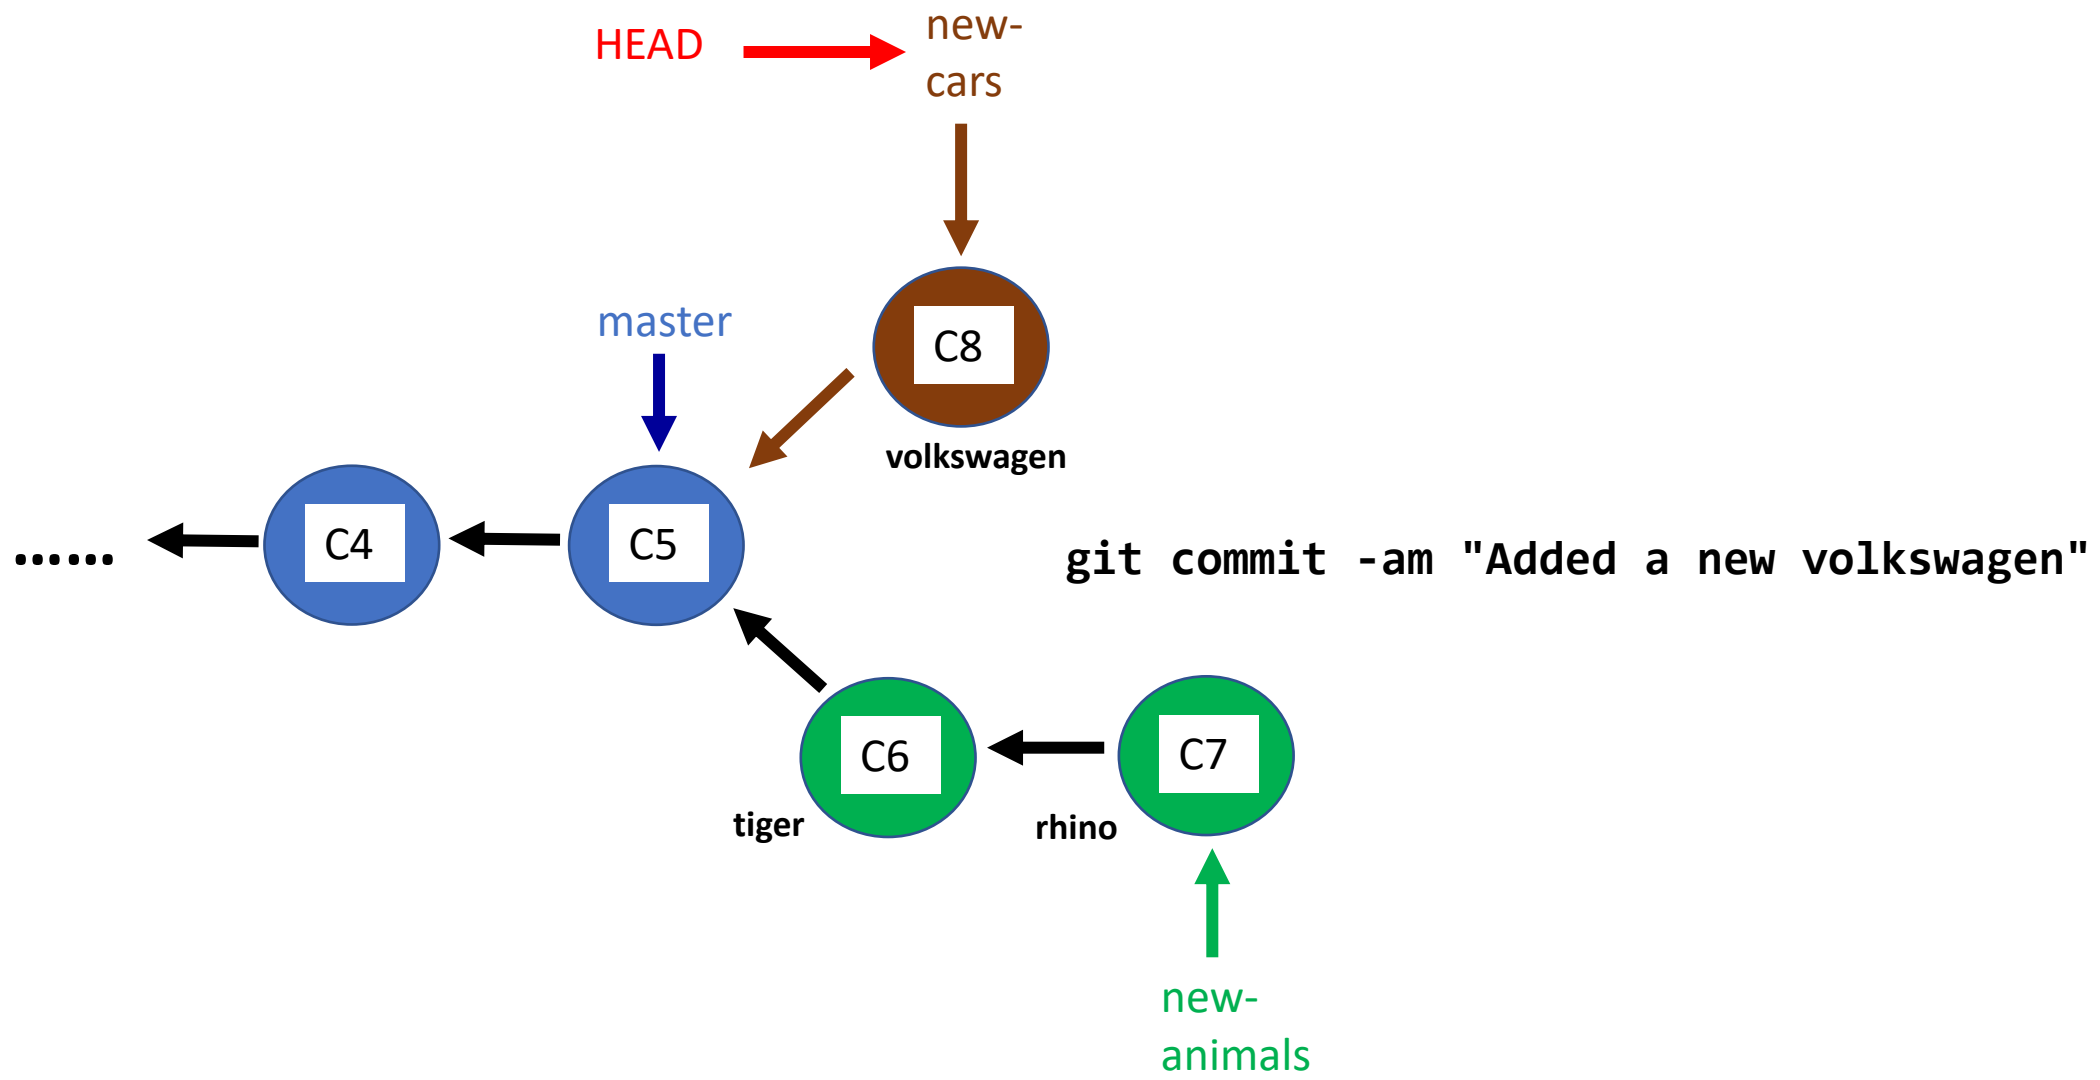 HEAD
new-
cars
master
C8
volkswagen
......
C4
C5
git commit -am "Added a new volkswagen"
C6
C7
tiger
rhino
new-
animals